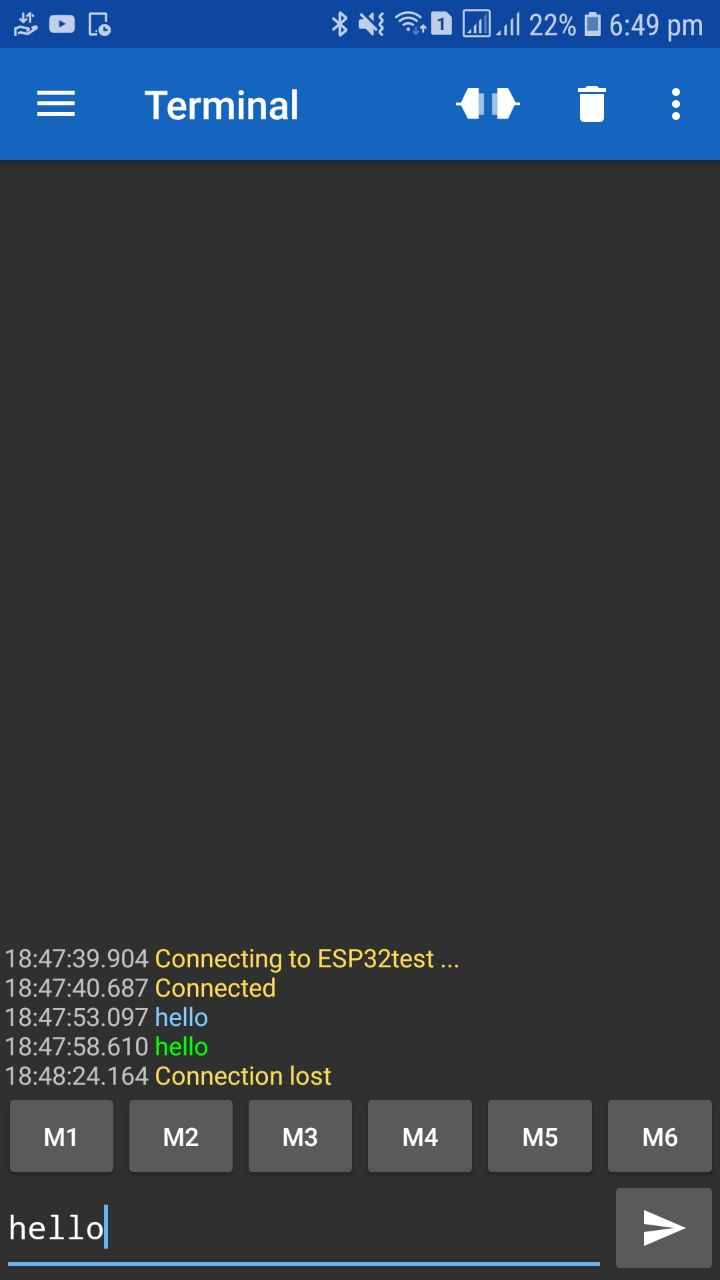 1 22% 6:49 pm
Terminal
18:47:39.904 Connecting to ESP32test ...
18:47:40.687 Connected
18:47:53.097 hello
18:47:58.610 hello
18:48:24.164 Connection lost
M1 M2 M3 M4 M5 M6
hello